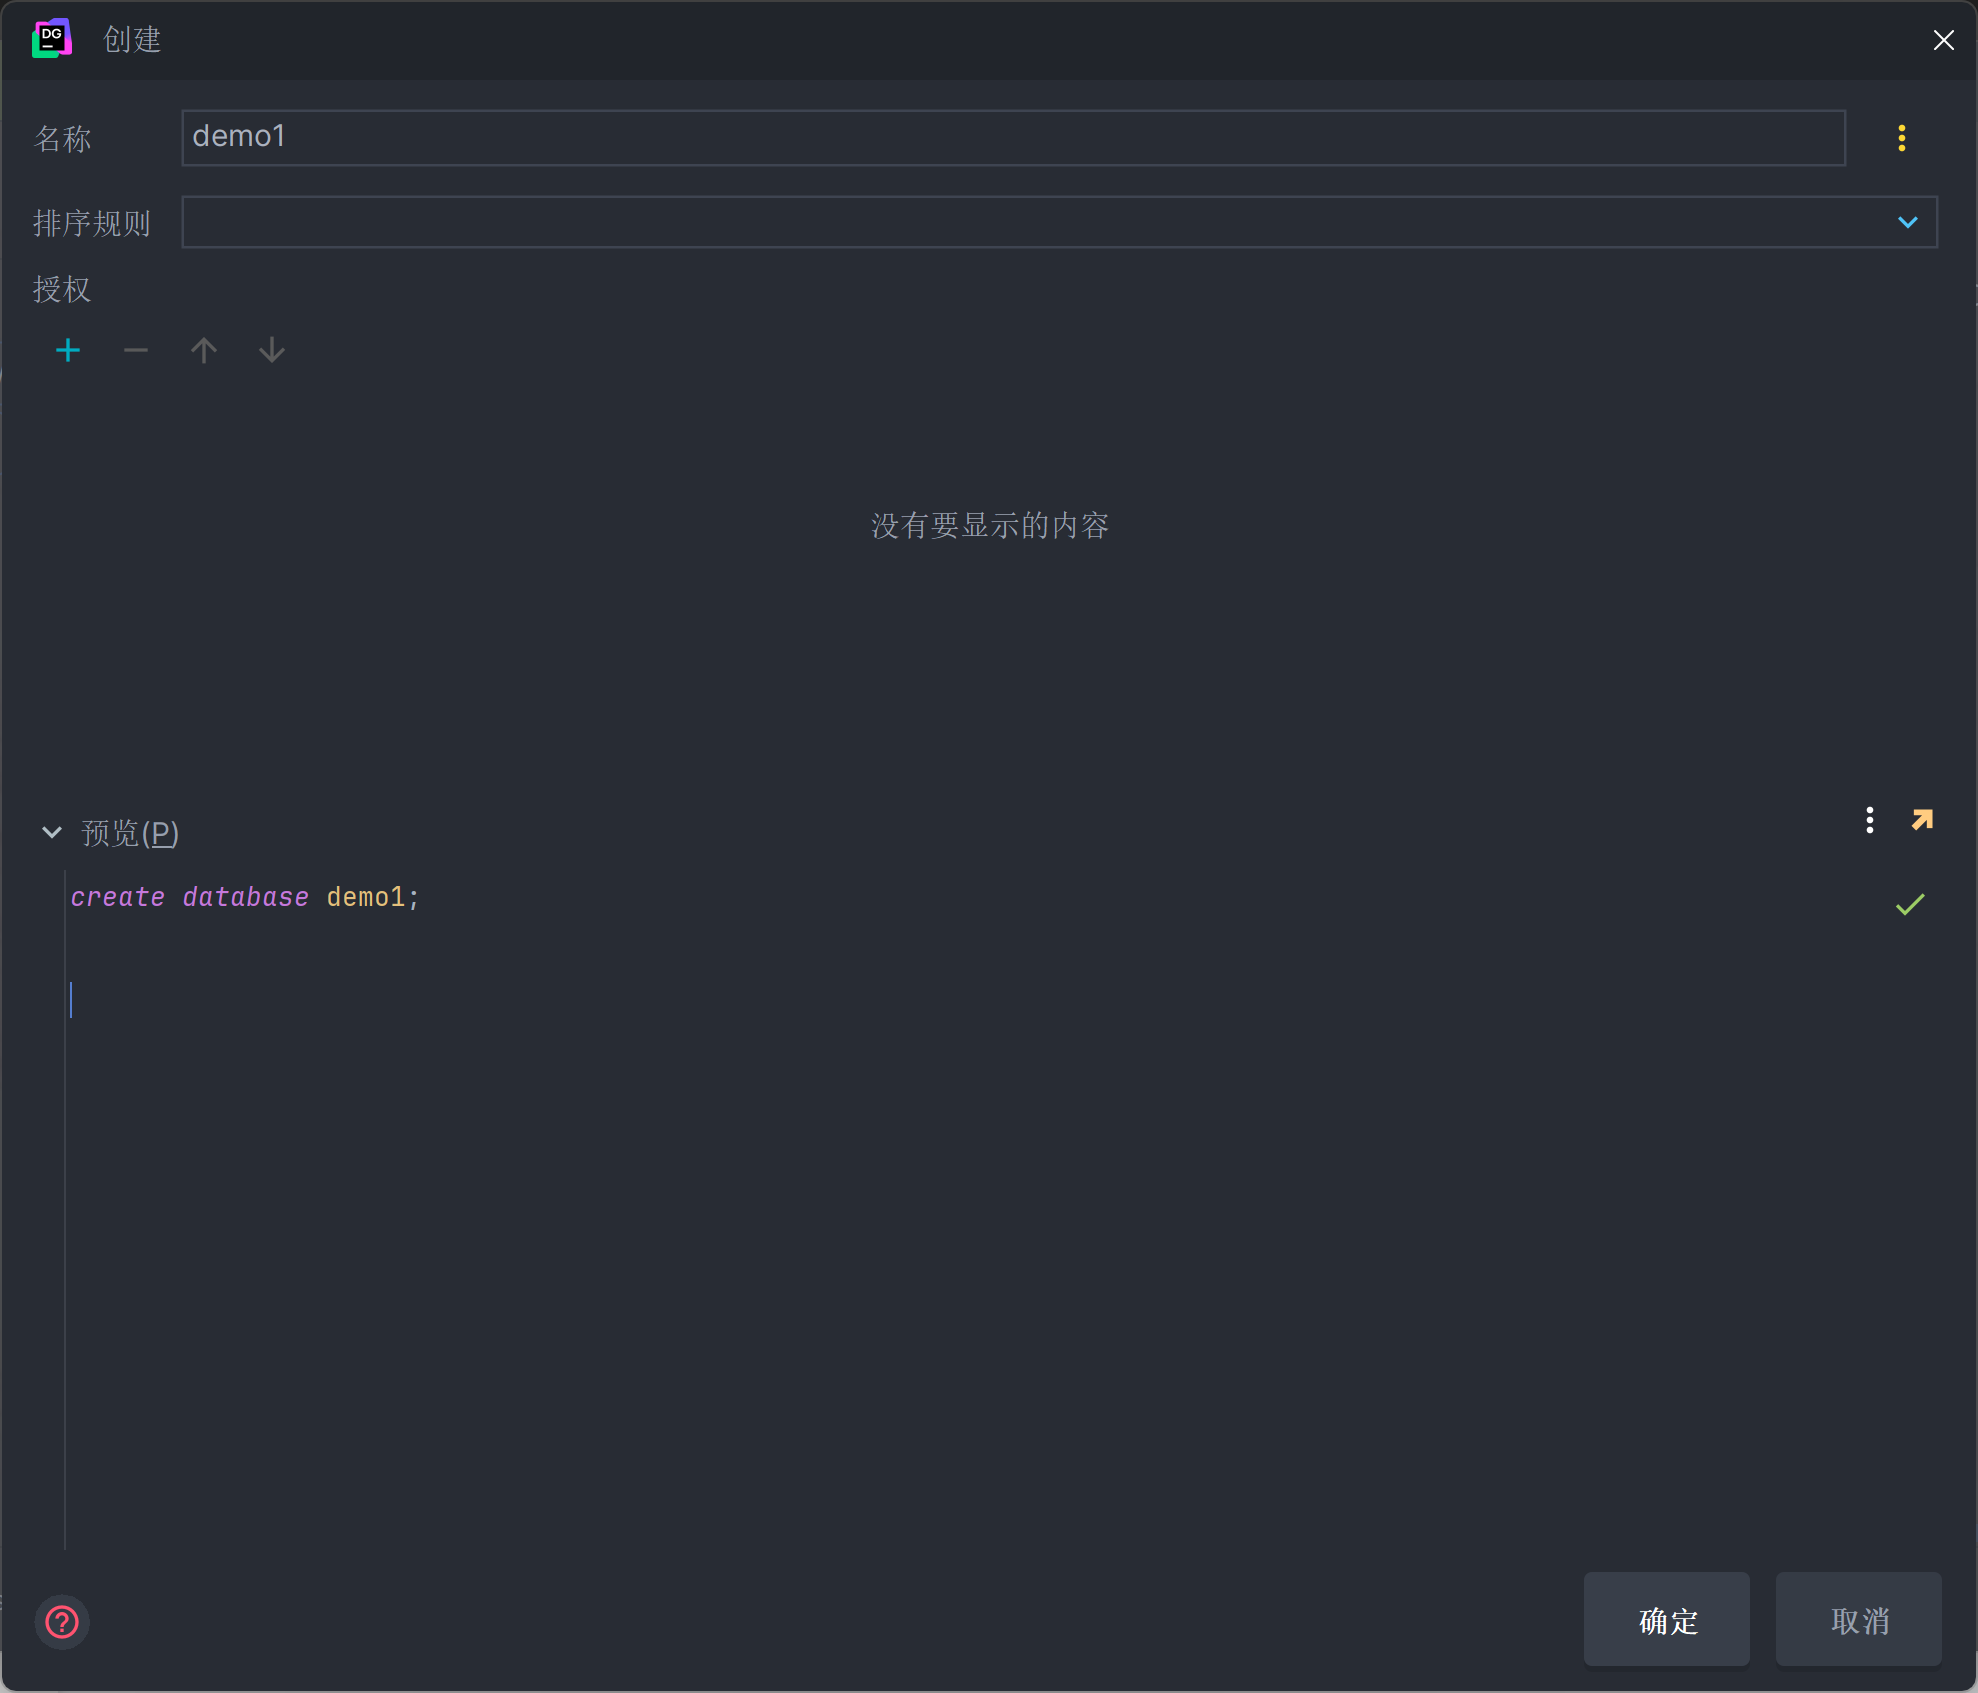 DG 创建
名称 demo1
排序规则
授权
没有要显示的内容
预览(P)
create database demo1;
确定 取消